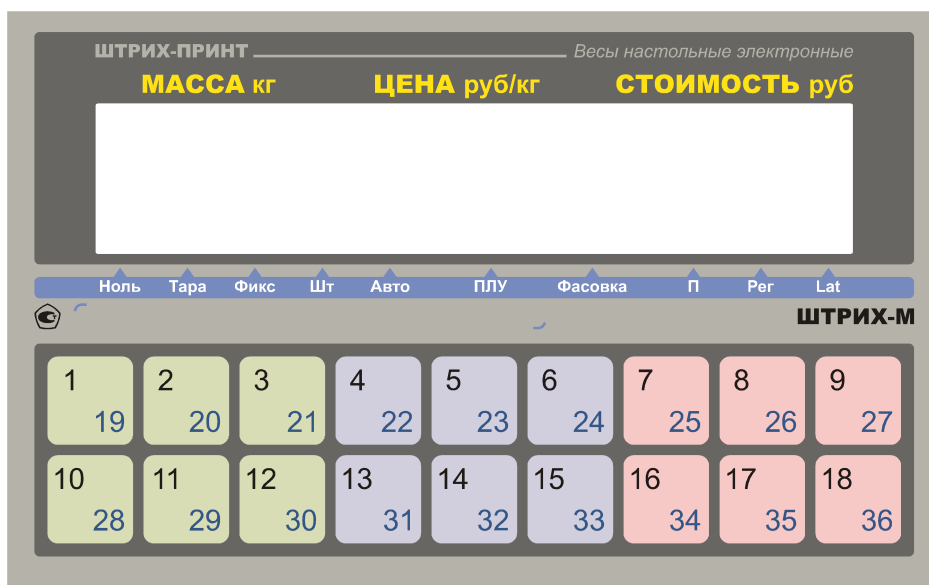 ШТРИХ-ПРИНТ Весы настольные электронные
МАССА кг ЦЕНА руб/кг СТОИМОСТЬ руб
Ноль Тара Фикс Шт Авто ПЛУ Фасовка П Рег Lat
ШТРИХ-М
1 2 3 4 5 6 7 8 9
19 20 21 22 23 24 25 26 27
10 11 12 13 14 15 16 17 18
28 29 30 31 32 33 34 35 36